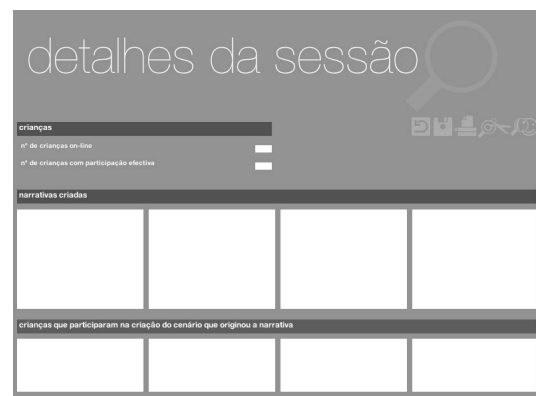 detalhes da sessão
crianças
nº de crianças on-line
nº de crianças com participação efectiva
narrativas criadas
crianças que participaram na criação do cenário que originou a narrativa